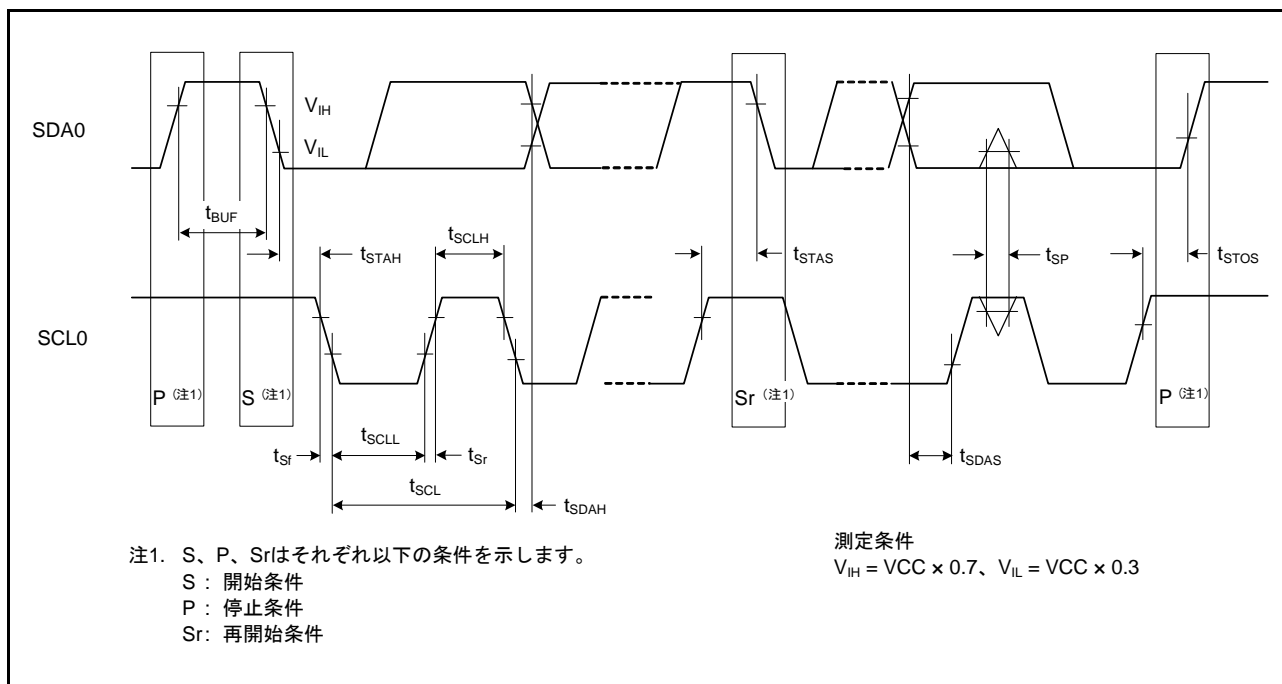 SDA0
V_IH
V_IL
t_BUF
t_STAH
t_SCLH
t_STAS
t_SP
t_STOS
SCL0
P（注1）
S（注1）
Sr（注1）
P（注1）
t_Sf
t_SCLL
t_Sr
t_SDAS
t_SCL
t_SDAH
注1. S、P、Srはそれぞれ以下の条件を示します。
S : 開始条件
P : 停止条件
Sr: 再開始条件
測定条件
V_IH = VCC × 0.7、V_IL = VCC × 0.3